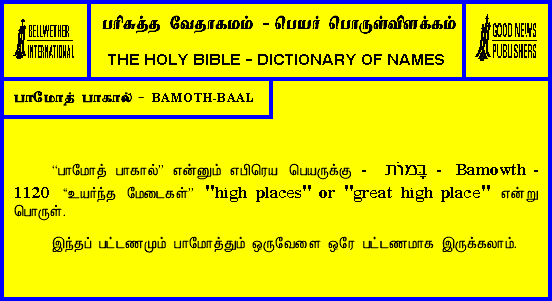 BELLWETHER
INTERNATIONAL
பரிசுத்த வேதாகமம் - பெயர் பொருள்விளக்கம்
THE HOLY BIBLE - DICTIONARY OF NAMES
GOOD NEWS
PUBLISHERS
பாமோத் பாகால் - BAMOTH-BAAL
“பாமோத் பாகால்” என்னும் எபிரெய பெயருக்கு - בָּמוֹת - Bamowth -
1120 “உயர்ந்த மேடைகள்” "high places" or "great high place" என்று
பொருள்.
இந்தப் பட்டணமும் பாமோத்தும் ஒருவேளை ஒரே பட்டணமாக இருக்கலாம்.